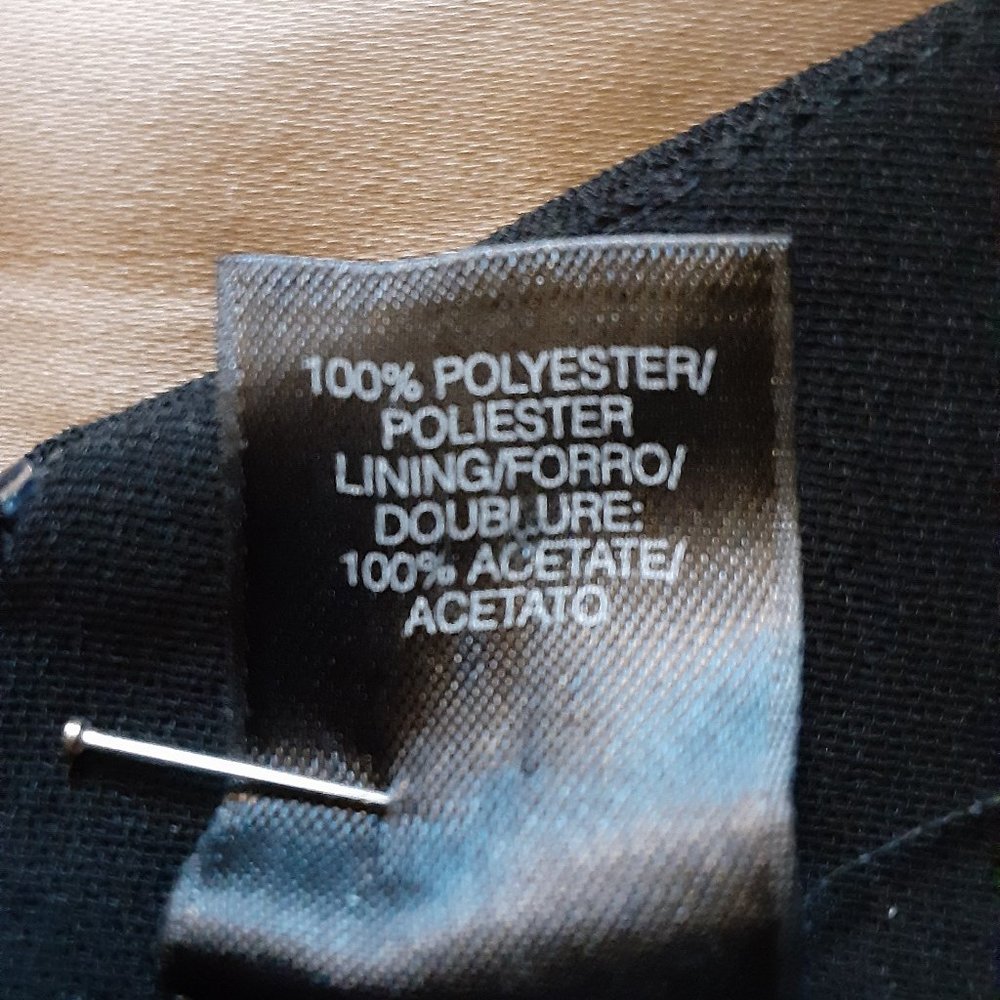 100% POLYESTER/
POLIESTER
LINING/FORRO/
DOUBLURE:
100% ACETATE/
ACETATO